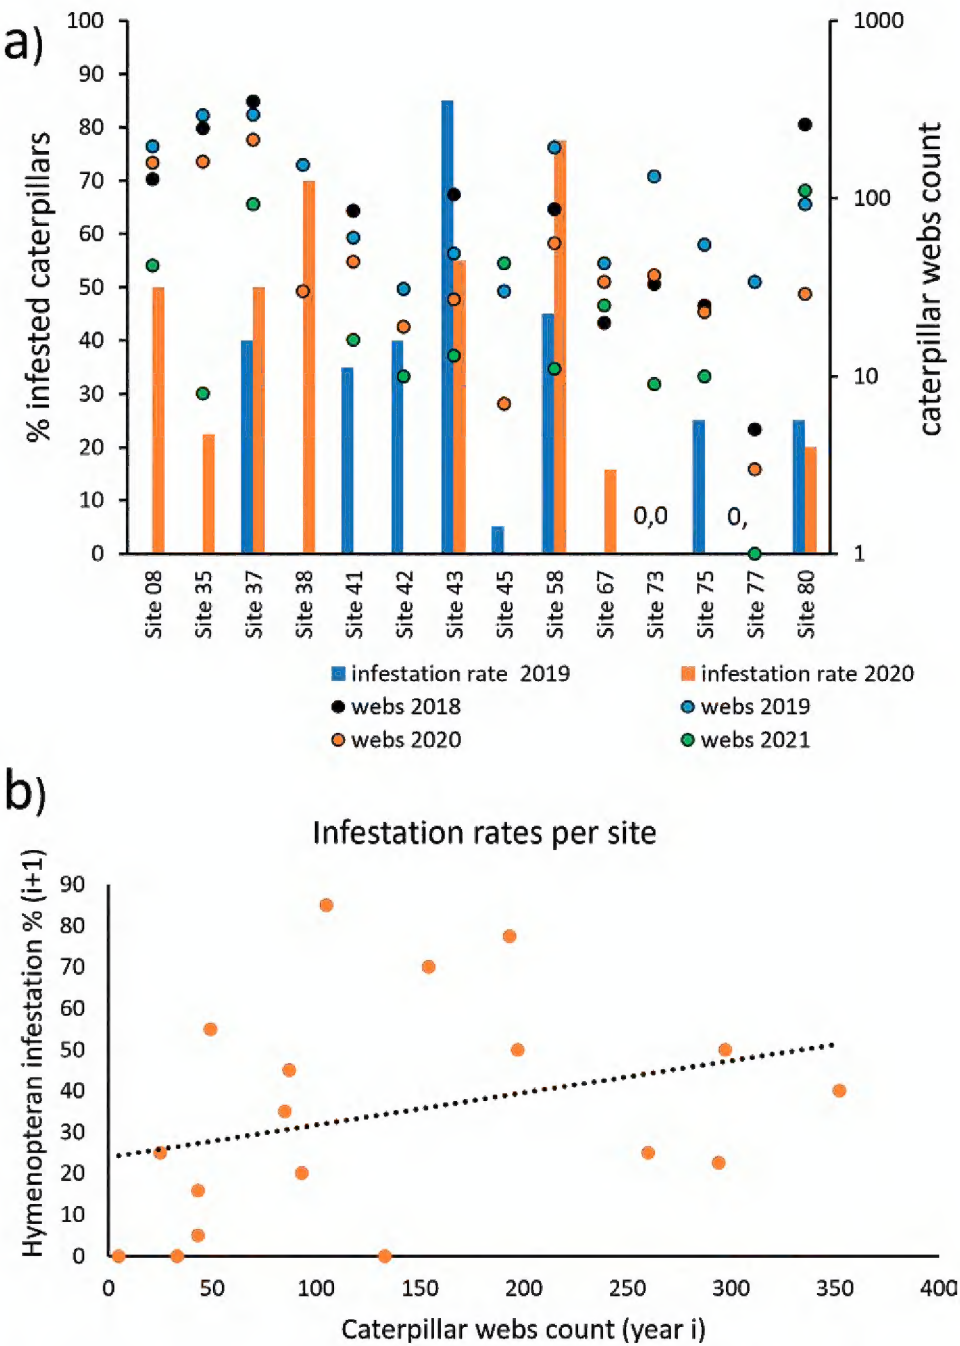 a)
% infested caterpillars
100
90
80
70
60
50
40
30
20
10
0
1000
100
10
1
caterpillar webs count
0,0
0,
Site 08
Site 35
Site 37
Site 38
Site 41
Site 42
Site 43
Site 45
Site 58
Site 67
Site 73
Site 75
Site 77
Site 80
infestation rate 2019
infestation rate 2020
webs 2018
webs 2019
webs 2020
webs 2021
b)
Infestation rates per site
Hymenopteran infestation % (i+1)
90
80
70
60
50
40
30
20
10
0
0 50 100 150 200 250 300 350 400
Caterpillar webs count (year i)